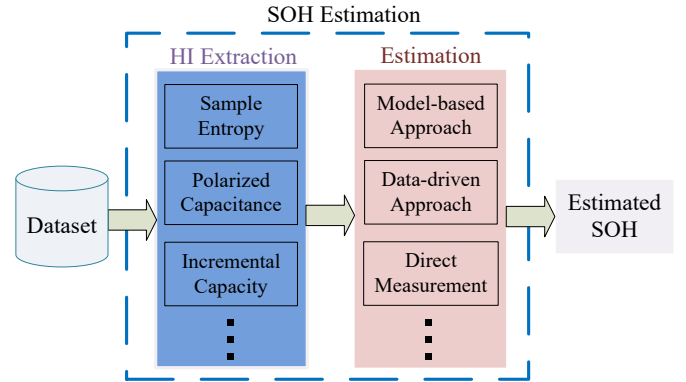 SOH Estimation
HI Extraction
Estimation
Sample
Entropy
Model-based
Approach
Dataset
Polarized
Capacitance
Data-driven
Approach
Estimated
SOH
Incremental
Capacity
Direct
Measurement